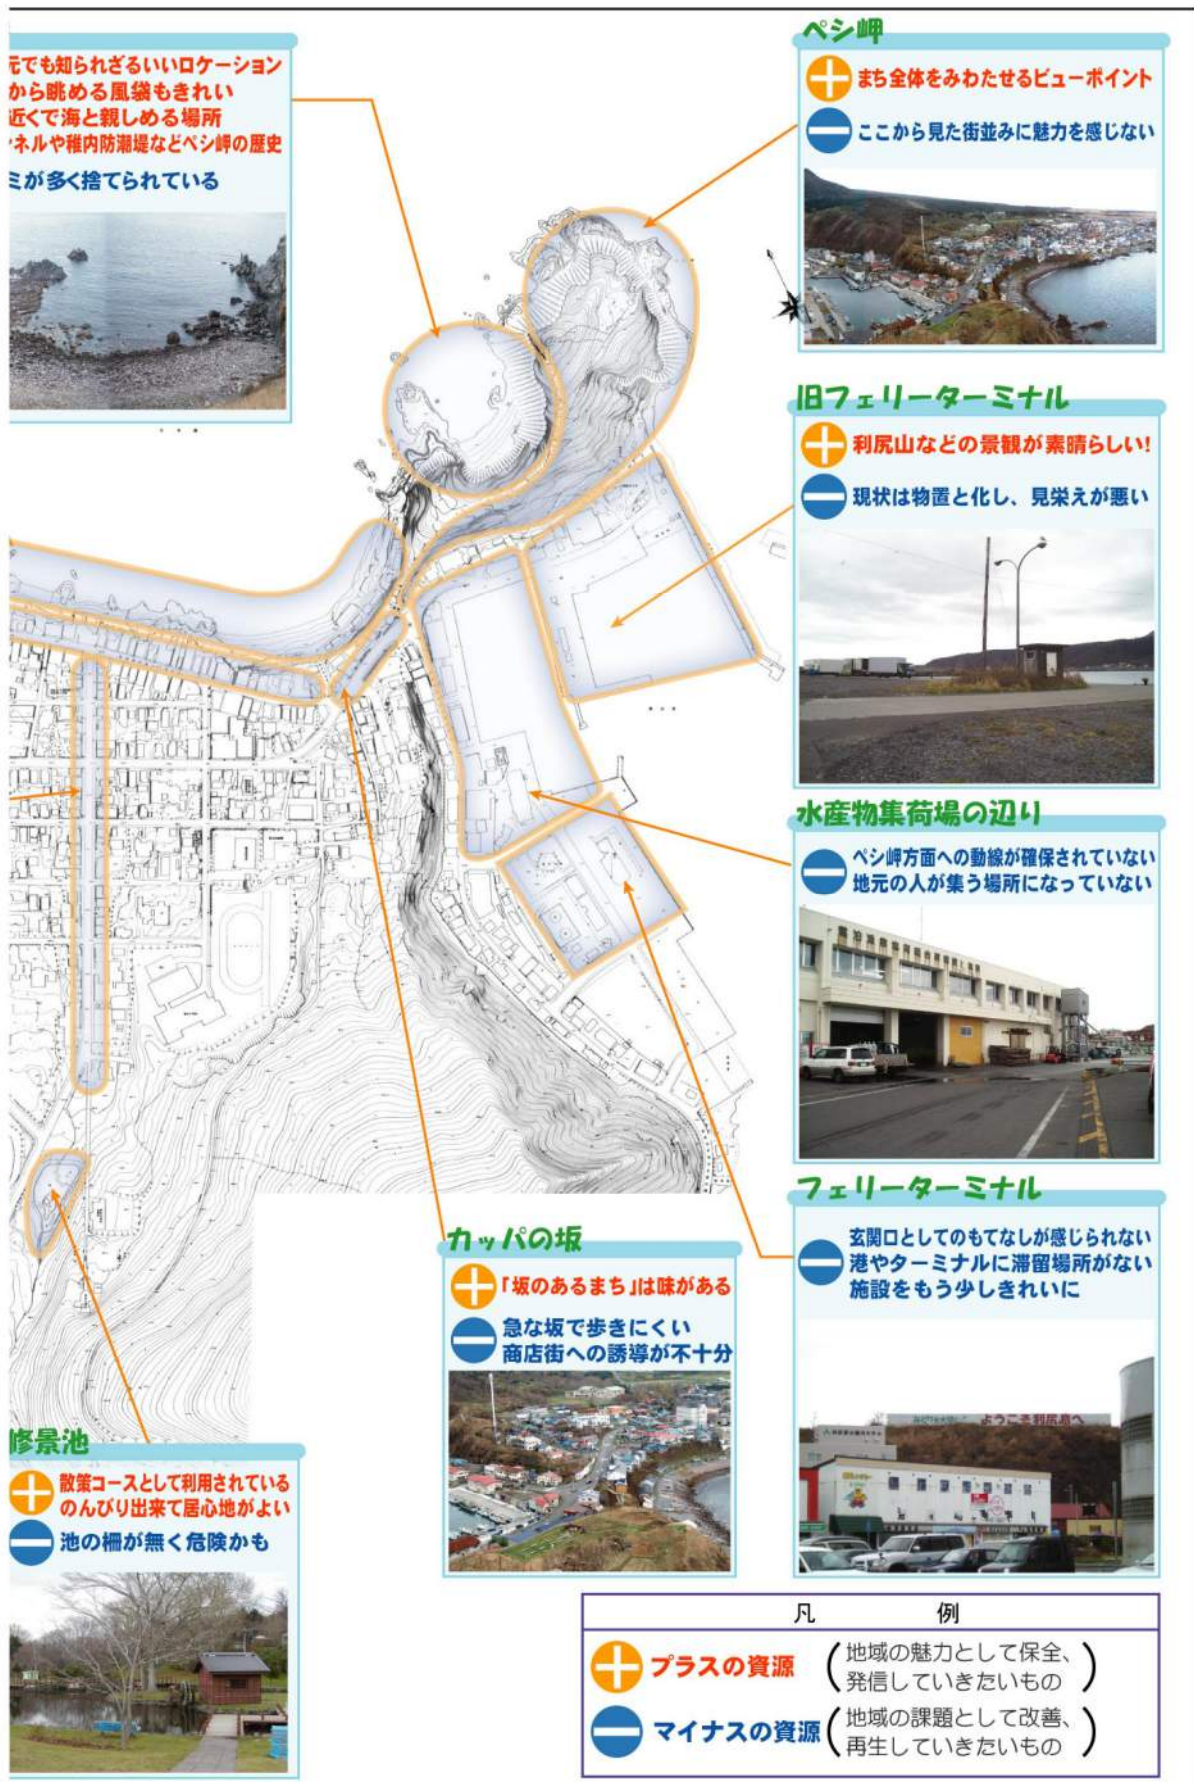 元でも知られざるいいロケーション
から眺める風袋もきれい
近くで海と親しめる場所
ネルや稚内防潮堤などペシ岬の歴史
ミが多く捨てられている
ペシ岬
まち全体をみわたせるビューポイント
ここから見た街並みに魅力を感じない
旧フェリーターミナル
利尻山などの景観が素晴らしい!
現状は物置と化し、見栄えが悪い
水産物集荷場の辺り
ペシ岬方面への動線が確保されていない
地元の人が集う場所になっていない
フェリーターミナル
玄関口としてのもてなしが感じられない
港やターミナルに滞留場所がない
施設をもう少しきれいに
ようこそ利尻島へ
カッパの坂
「坂のあるまち」は味がある
急な坂で歩きにくい
商店街への誘導が不十分
修景池
散策コースとして利用されている
のんびり出来て居心地がよい
池の柵が無く危険かも
凡 例
プラスの資源 (地域の魅力として保全、
発信していきたいもの)
マイナスの資源 (地域の課題として改善、
再生していきたいもの)